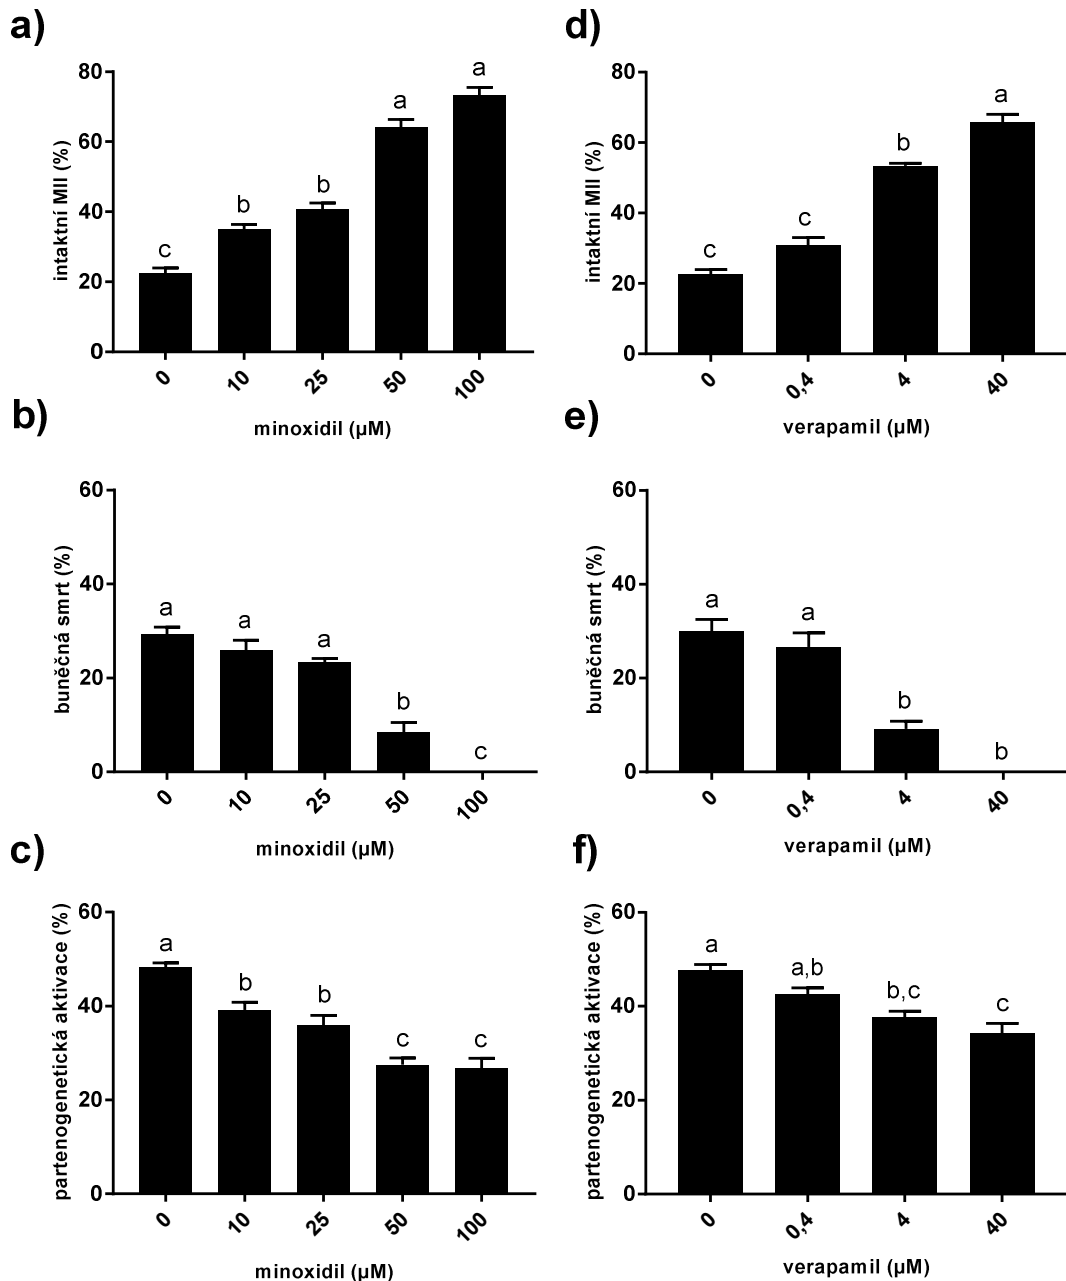 a)
intaktní MII (%)
80
60
40
20
0
c
b
b
a
a
0
10
25
50
100
minoxidil (µM)
d)
intaktní MII (%)
80
60
40
20
0
c
c
b
a
0
0,4
4
40
verapamil (µM)
b)
buněčná smrt (%)
60
40
20
0
a
a
a
b
c
0
10
25
50
100
minoxidil (µM)
e)
buněčná smrt (%)
60
40
20
0
a
a
b
b
0
0,4
4
40
verapamil (µM)
c)
partenogenetická aktivace (%)
60
40
20
0
a
b
b
c
c
0
10
25
50
100
minoxidil (µM)
f)
partenogenetická aktivace (%)
60
40
20
0
a
a,b
b,c
c
0
0,4
4
40
verapamil (µM)